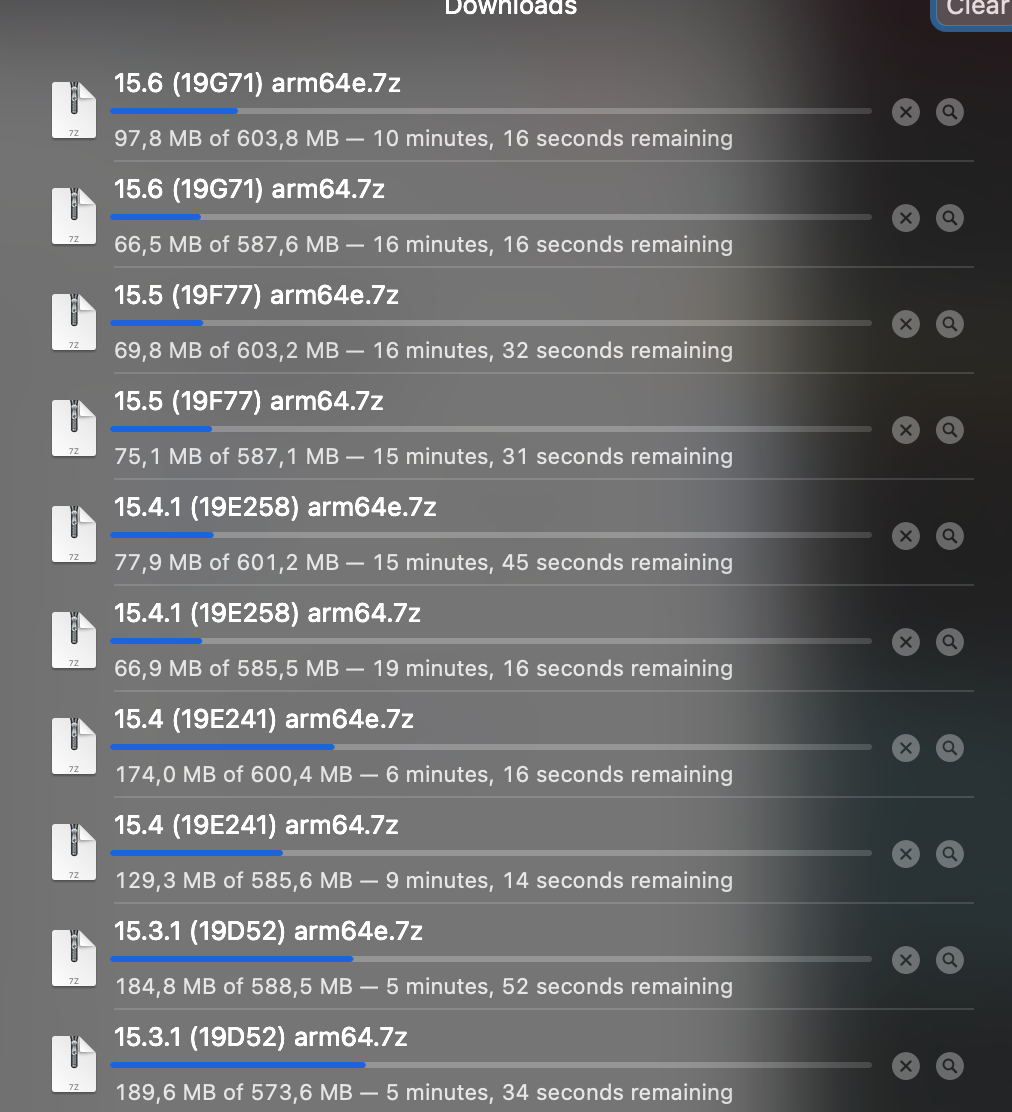 Downloads
Clear
15.6 (19G71) arm64e.7z
7Z
97,8 MB of 603,8 MB — 10 minutes, 16 seconds remaining
15.6 (19G71) arm64.7z
7Z
66,5 MB of 587,6 MB — 16 minutes, 16 seconds remaining
15.5 (19F77) arm64e.7z
7Z
69,8 MB of 603,2 MB — 16 minutes, 32 seconds remaining
15.5 (19F77) arm64.7z
7Z
75,1 MB of 587,1 MB — 15 minutes, 31 seconds remaining
15.4.1 (19E258) arm64e.7z
7Z
77,9 MB of 601,2 MB — 15 minutes, 45 seconds remaining
15.4.1 (19E258) arm64.7z
7Z
66,9 MB of 585,5 MB — 19 minutes, 16 seconds remaining
15.4 (19E241) arm64e.7z
7Z
174,0 MB of 600,4 MB — 6 minutes, 16 seconds remaining
15.4 (19E241) arm64.7z
7Z
129,3 MB of 585,6 MB — 9 minutes, 14 seconds remaining
15.3.1 (19D52) arm64e.7z
7Z
184,8 MB of 588,5 MB — 5 minutes, 52 seconds remaining
15.3.1 (19D52) arm64.7z
7Z
189,6 MB of 573,6 MB — 5 minutes, 34 seconds remaining